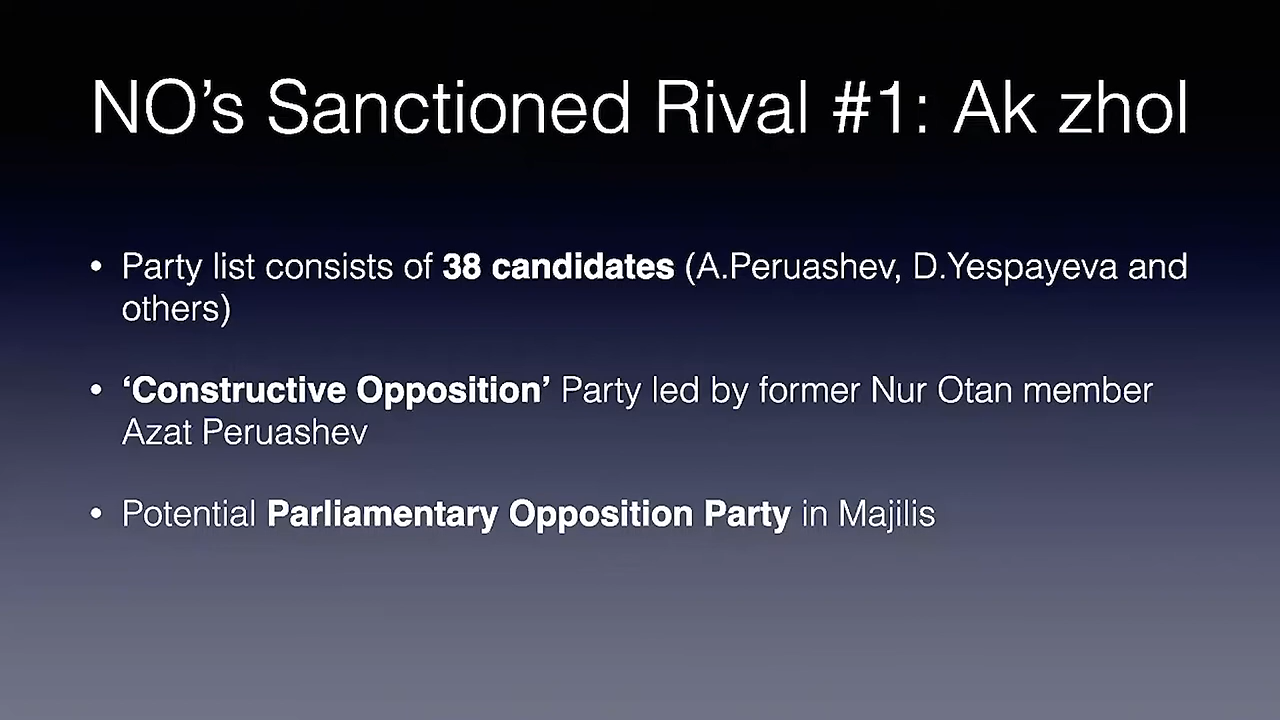 NO’s Sanctioned Rival #1: Ak zhol
• Party list consists of 38 candidates (A.Peruashev, D.Yespayeva and
others)
• ‘Constructive Opposition’ Party led by former Nur Otan member
Azat Peruashev
• Potential Parliamentary Opposition Party in Majilis